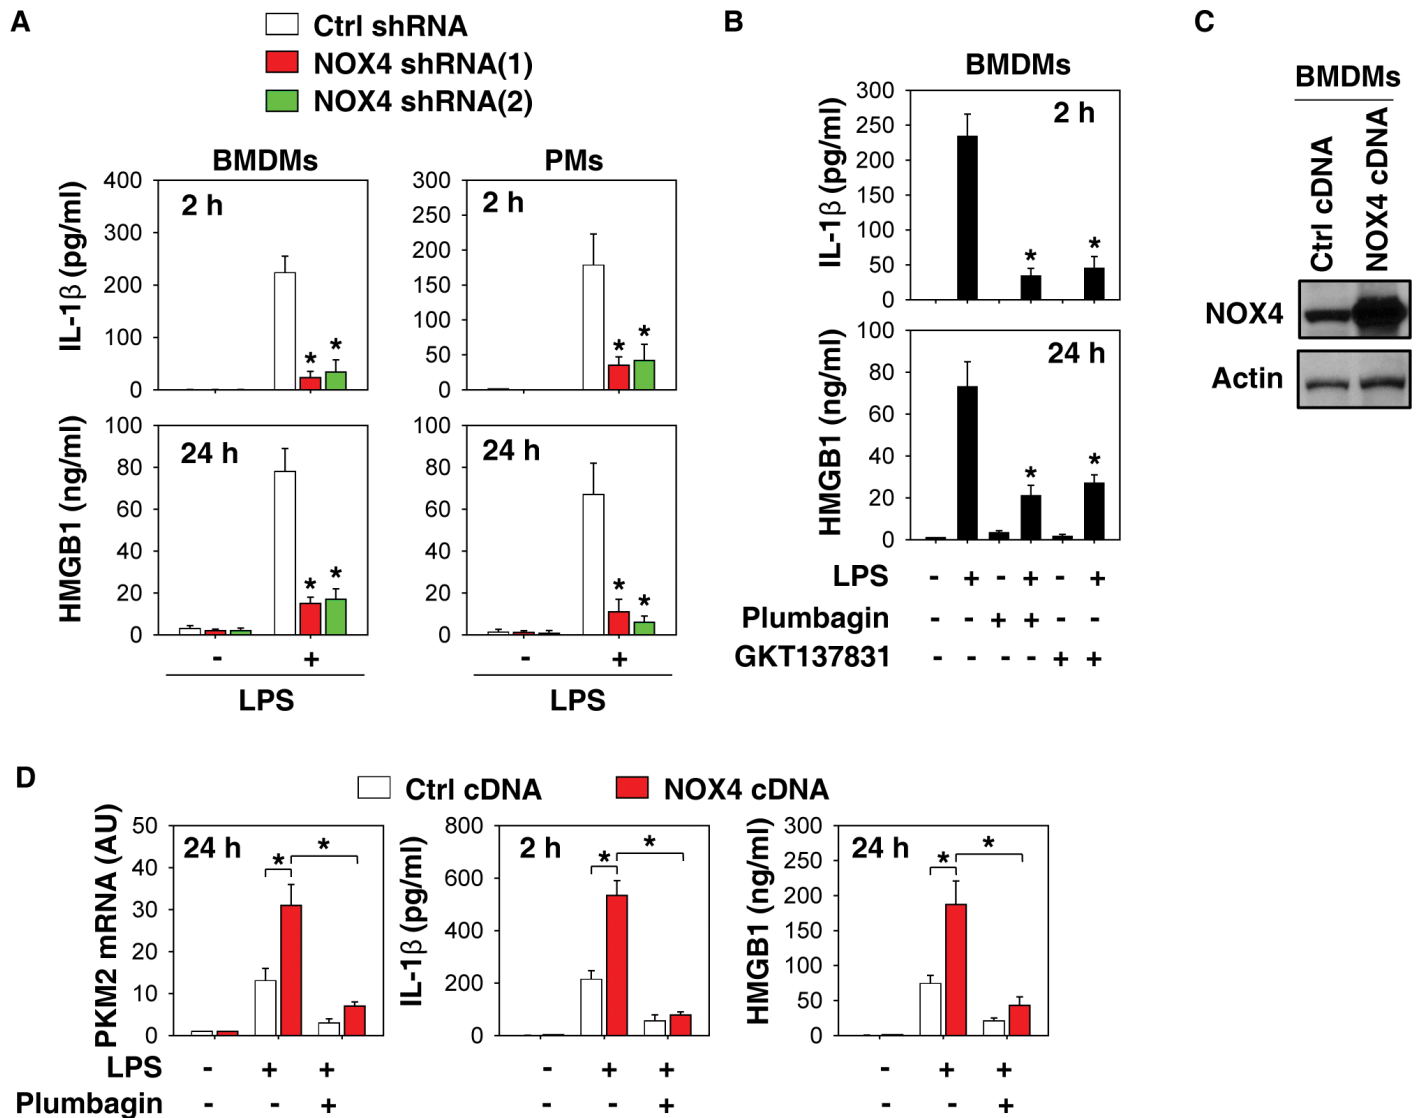 A
Ctrl shRNA
NOX4 shRNA(1)
NOX4 shRNA(2)
BMDMs
PMs
IL-1β (pg/ml)
400
300
200
100
0
2 h
300
250
200
150
100
50
0
2 h
* *
* *
HMGB1 (ng/ml)
100
80
60
40
20
0
24 h
100
80
60
40
20
0
24 h
* *
* *
- +
- +
LPS
LPS
B
BMDMs
IL-1β (pg/ml)
300
250
200
150
100
50
0
2 h
* *
HMGB1 (ng/ml)
100
80
60
40
20
0
24 h
* *
LPS - + - + - +
Plumbagin - - + + - -
GKT137831 - - - - + +
C
BMDMs
Ctrl cDNA
NOX4 cDNA
NOX4
Actin
D
Ctrl cDNA
NOX4 cDNA
PKM2 mRNA (AU)
50
40
30
20
10
0
24 h
* *
IL-1β (pg/ml)
800
600
400
200
0
2 h
* *
HMGB1 (ng/ml)
300
250
200
150
100
50
0
24 h
* *
LPS - + + - + + - + +
Plumbagin - - + - - + - - +